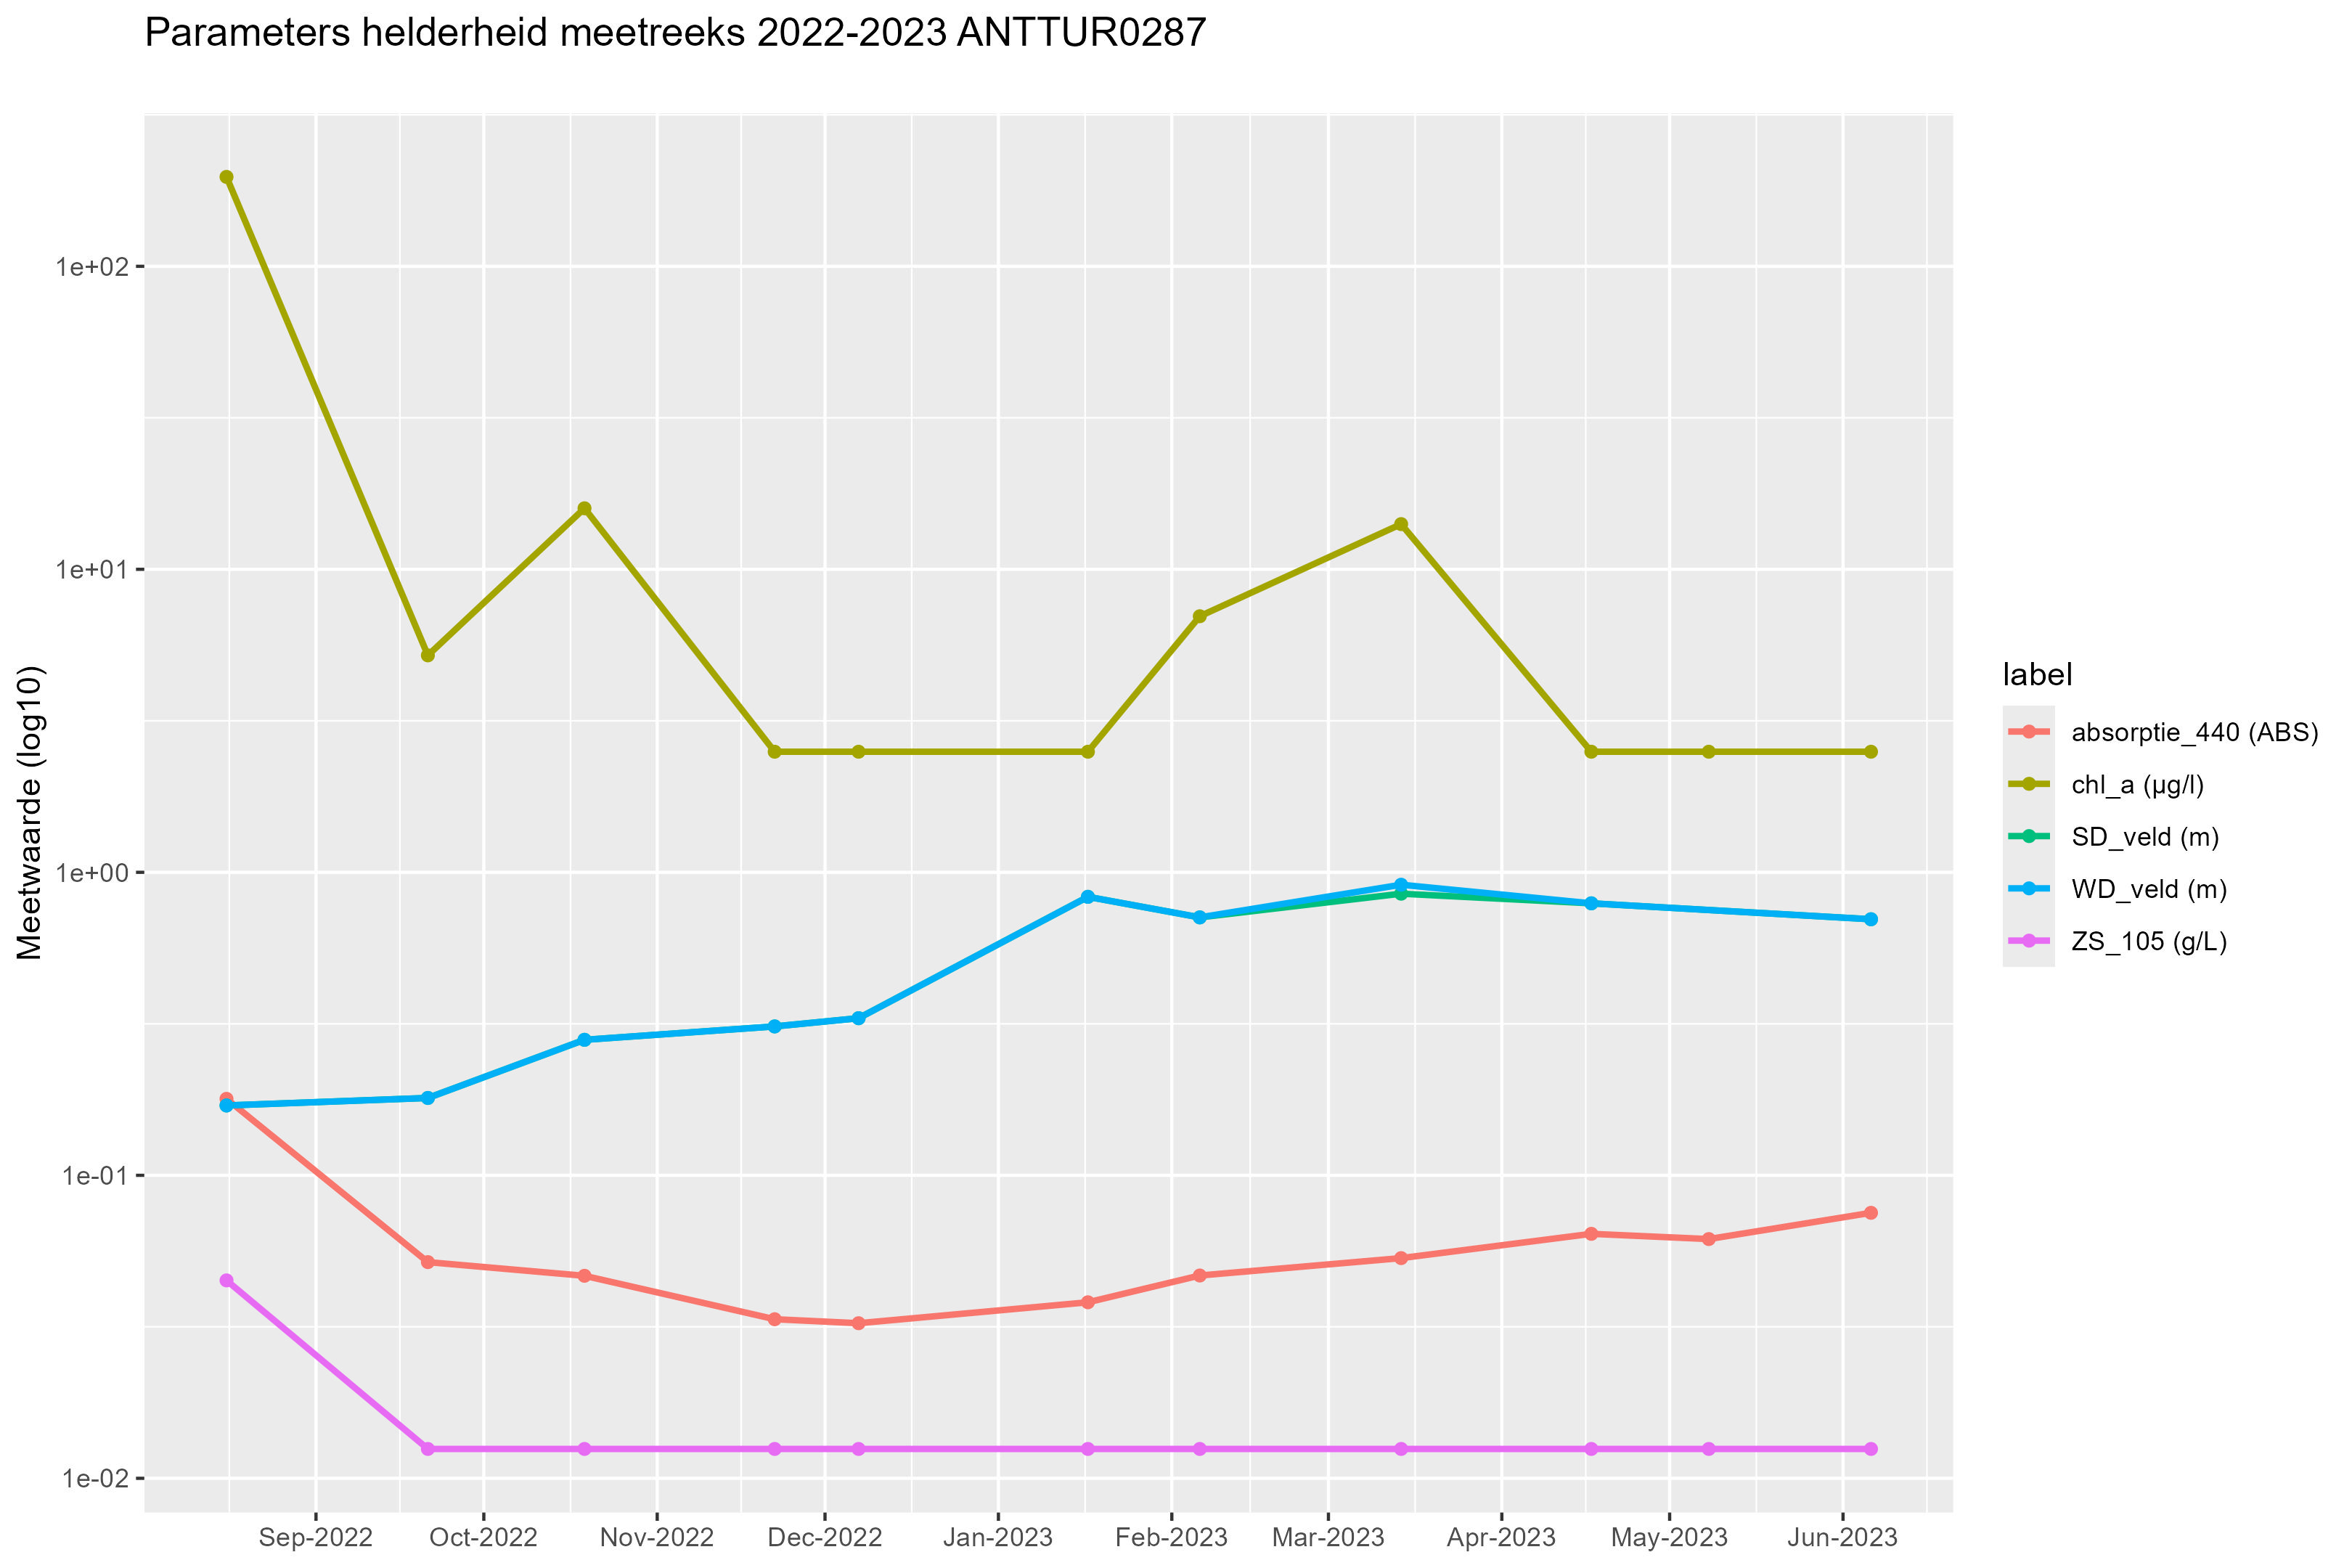 Parameters helderheid meetreeks 2022-2023 ANTTUR0287
Meetwaarde (log10)
1e+02
1e+01
1e+00
1e-01
1e-02
Sep-2022
Oct-2022
Nov-2022
Dec-2022
Jan-2023
Feb-2023
Mar-2023
Apr-2023
May-2023
Jun-2023
label
absorptie_440 (ABS)
chl_a (µg/l)
SD_veld (m)
WD_veld (m)
ZS_105 (g/L)